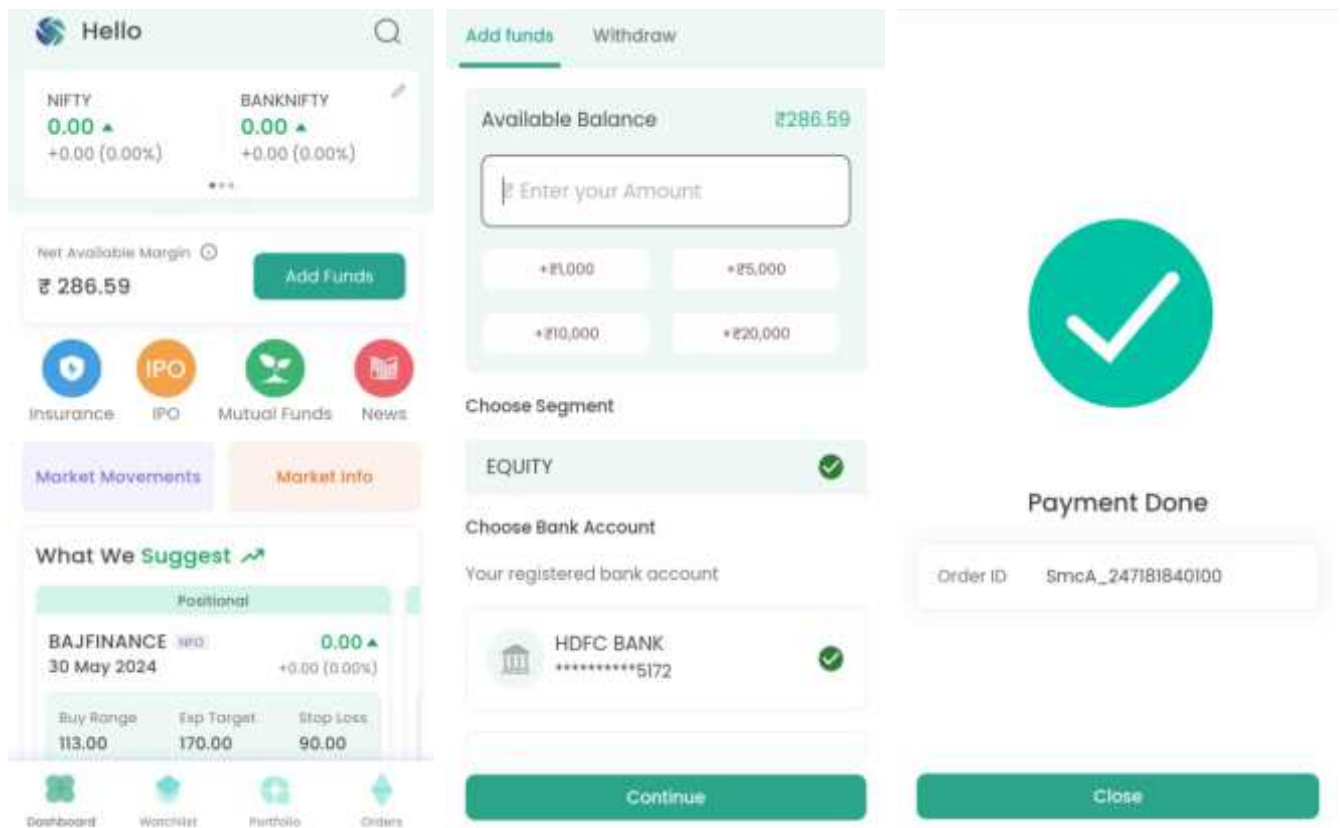 Hello
NIFTY
0.00
+0.00 (0.00%)
BANKNIFTY
0.00
+0.00 (0.00%)
Net Available Margin
₹ 286.59
Add Funds
IPO
Insurance
IPO
Mutual Funds
News
Market Movements
Market Info
What We Suggest
Positional
BAJFINANCE NFO
0.00
30 May 2024
+0.00 (0.00%)
Buy Range
Exp Target
Stop Loss
113.00
170.00
90.00
Dashboard
Watchlist
Portfolio
Orders
Add funds
Withdraw
Available Balance
₹286.59
₹ Enter your Amount
+₹1,000
+₹5,000
+₹10,000
+₹20,000
Choose Segment
EQUITY
Choose Bank Account
Your registered bank account
HDFC BANK
**********5172
Continue
Payment Done
Order ID
SmcA_247181840100
Close